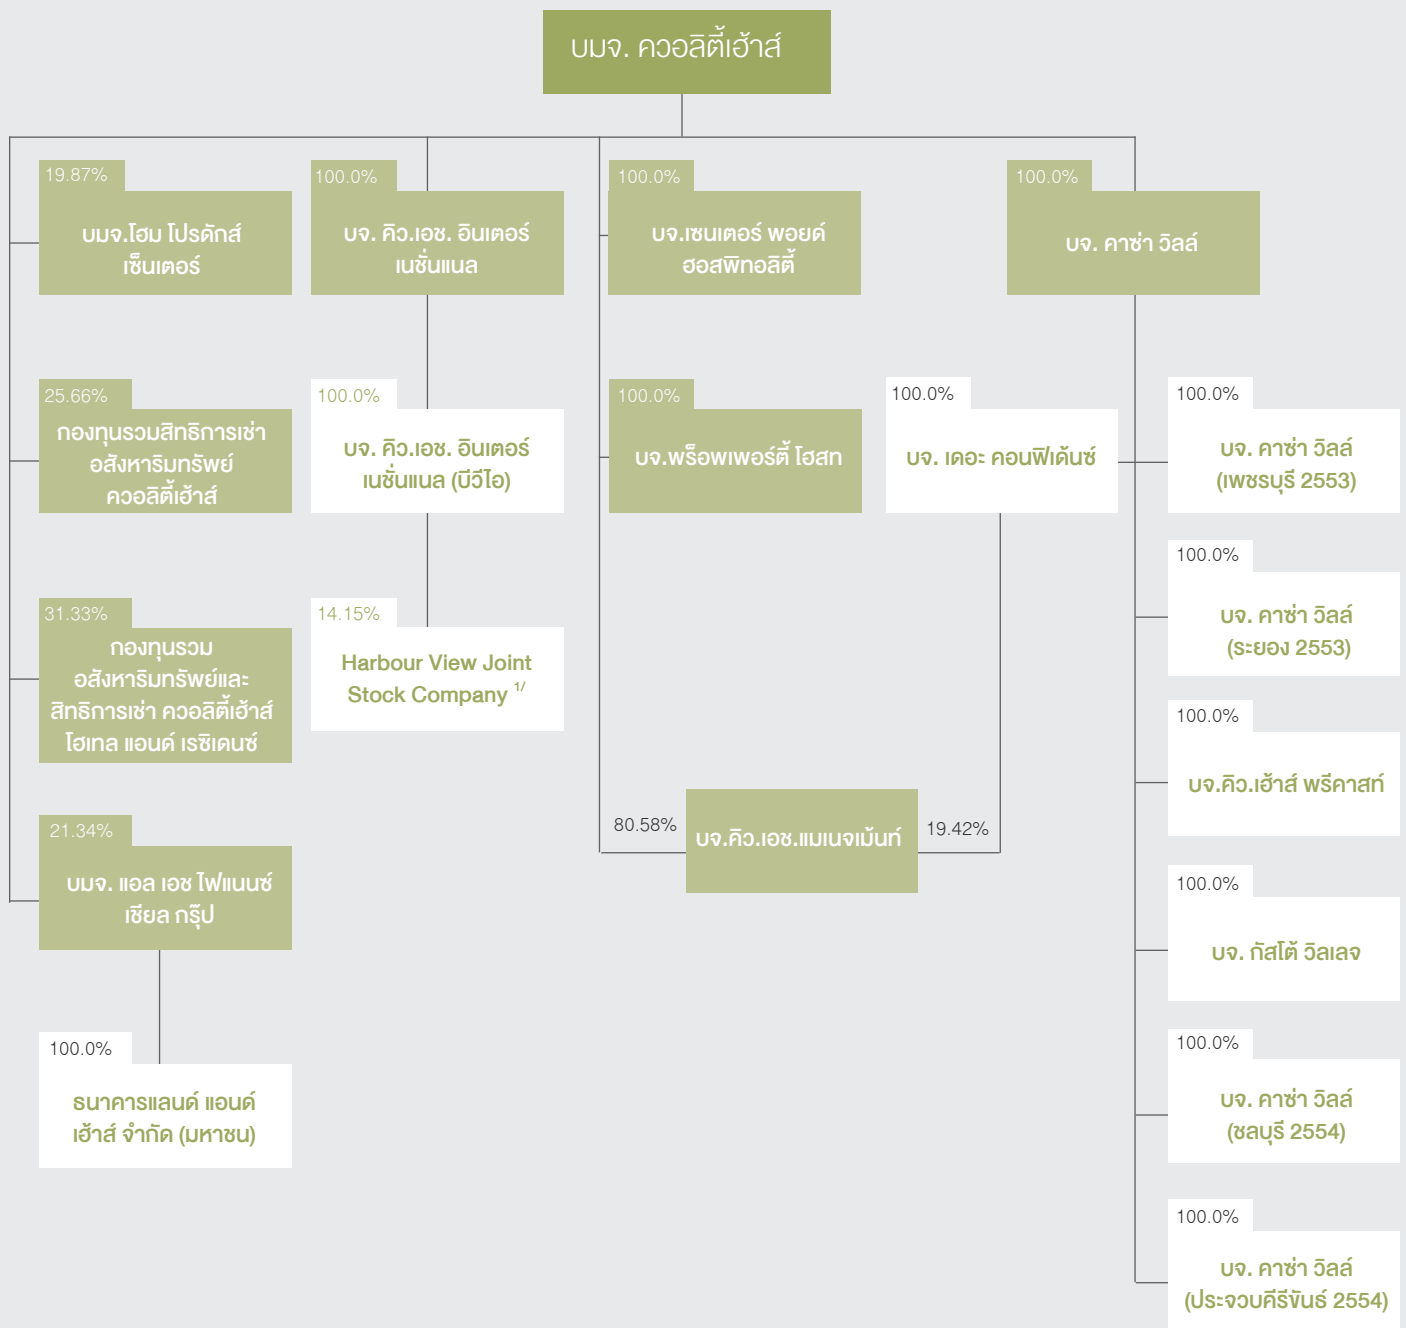 บมจ. ควอลิตี้เฮ้าส์
19.87%
บมจ.โฮม โปรดักส์
เซ็นเตอร์
100.0%
บจ. คิว.เอช. อินเตอร์
เนชั่นแนล
100.0%
บจ.เซนเตอร์ พอยด์
ฮอสพิทอลิตี้
100.0%
บจ. คาซ่า วิลล์
25.66%
กองทุนรวมสิทธิการเช่า
อสังหาริมทรัพย์
ควอลิตี้เฮ้าส์
100.0%
บจ. คิว.เอช. อินเตอร์
เนชั่นแนล (บีวีไอ)
100.0%
บจ.พร็อพเพอร์ตี้ โฮสท
100.0%
บจ. เดอะ คอนฟิเด้นซ์
100.0%
บจ. คาซ่า วิลล์
(เพชรบุรี 2553)
100.0%
บจ. คาซ่า วิลล์
(ระยอง 2553)
31.33%
กองทุนรวม
อสังหาริมทรัพย์และ
สิทธิการเช่า ควอลิตี้เฮ้าส์
โฮเทล แอนด์ เรซิเดนซ์
14.15%
Harbour View Joint
Stock Company 1/
100.0%
บจ.คิว.เฮ้าส์ พรีคาสท์
21.34%
บมจ. แอล เอช ไฟแนนซ์
เชียล กรุ๊ป
80.58%
บจ.คิว.เอช.แมเนจเม้นท์
19.42%
100.0%
บจ. กัสโต้ วิลเลจ
100.0%
ธนาคารแลนด์ แอนด์
เฮ้าส์ จำกัด (มหาชน)
100.0%
บจ. คาซ่า วิลล์
(ชลบุรี 2554)
100.0%
บจ. คาซ่า วิลล์
(ประจวบคีรีขันธ์ 2554)